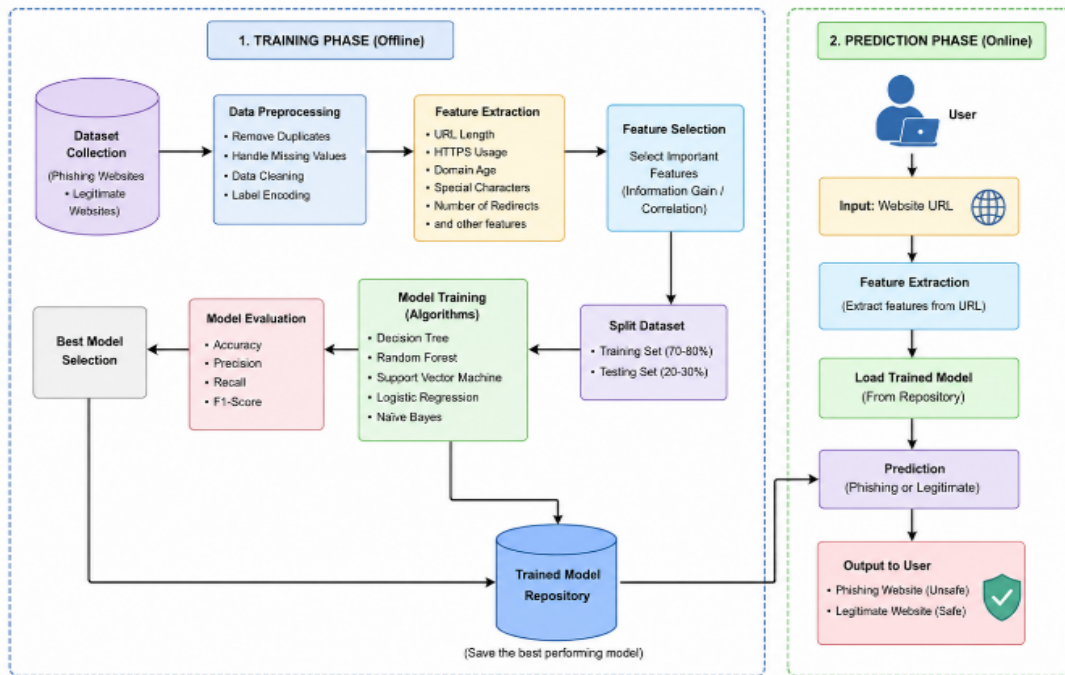 1. TRAINING PHASE (Offline)
Dataset
Collection
(Phishing Websites
• Legitimate
Websites)
Data Preprocessing
• Remove Duplicates
• Handle Missing Values
• Data Cleaning
• Label Encoding
Feature Extraction
• URL Length
• HTTPS Usage
• Domain Age
• Special Characters
• Number of Redirects
• and other features
Feature Selection
Select Important
Features
(Information Gain /
Correlation)
Best Model
Selection
Model Evaluation
• Accuracy
• Precision
• Recall
• F1-Score
Model Training
(Algorithms)
• Decision Tree
• Random Forest
• Support Vector Machine
• Logistic Regression
• Naïve Bayes
Split Dataset
• Training Set (70-80%)
• Testing Set (20-30%)
Trained Model
Repository
(Save the best performing model)
2. PREDICTION PHASE (Online)
User
Input: Website URL
Feature Extraction
(Extract features from URL)
Load Trained Model
(From Repository)
Prediction
(Phishing or Legitimate)
Output to User
• Phishing Website (Unsafe)
• Legitimate Website (Safe)